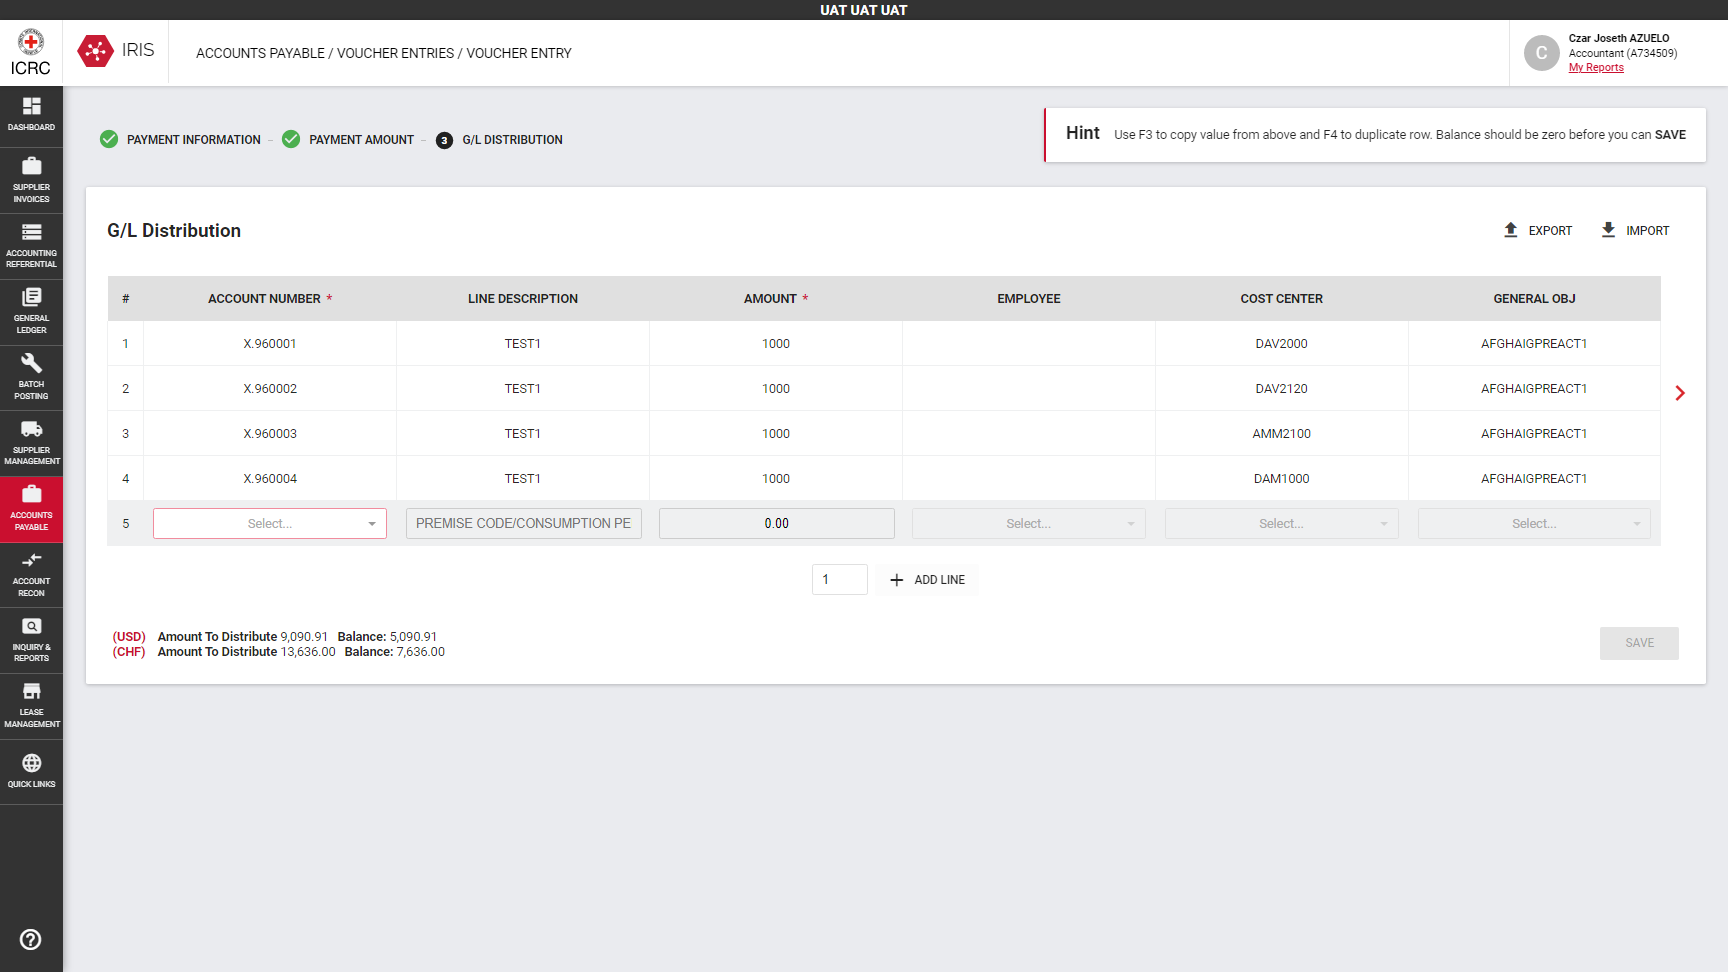 UAT UAT UAT
ICRC
IRIS
ACCOUNTS PAYABLE / VOUCHER ENTRIES / VOUCHER ENTRY
C
Czar Joseth AZUELO
Accountant (A734509)
My Reports
DASHBOARD
SUPPLIER
INVOICES
ACCOUNTING
REFERENTIAL
GENERAL
LEDGER
BATCH
POSTING
SUPPLIER
MANAGEMENT
ACCOUNTS
PAYABLE
ACCOUNT
RECON
INQUIRY &
REPORTS
LEASE
MANAGEMENT
QUICK LINKS
PAYMENT INFORMATION – PAYMENT AMOUNT – 3 G/L DISTRIBUTION
Hint Use F3 to copy value from above and F4 to duplicate row. Balance should be zero before you can SAVE
G/L Distribution
EXPORT IMPORT
# ACCOUNT NUMBER * LINE DESCRIPTION AMOUNT * EMPLOYEE COST CENTER GENERAL OBJ
1 X.960001 TEST1 1000 DAV2000 AFGHAIGPREACT1
2 X.960002 TEST1 1000 DAV2120 AFGHAIGPREACT1
3 X.960003 TEST1 1000 AMM2100 AFGHAIGPREACT1
4 X.960004 TEST1 1000 DAM1000 AFGHAIGPREACT1
5 Select... PREMISE CODE/CONSUMPTION PE 0.00 Select... Select... Select...
1 ADD LINE
(USD) Amount To Distribute 9,090.91 Balance: 5,090.91
(CHF) Amount To Distribute 13,636.00 Balance: 7,636.00
SAVE